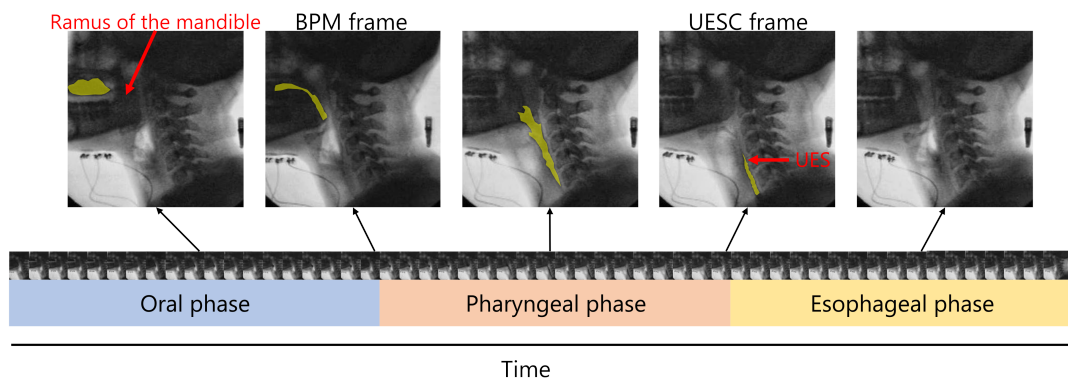 Ramus of the mandible
BPM frame
UESC frame
UES
Oral phase
Pharyngeal phase
Esophageal phase
Time